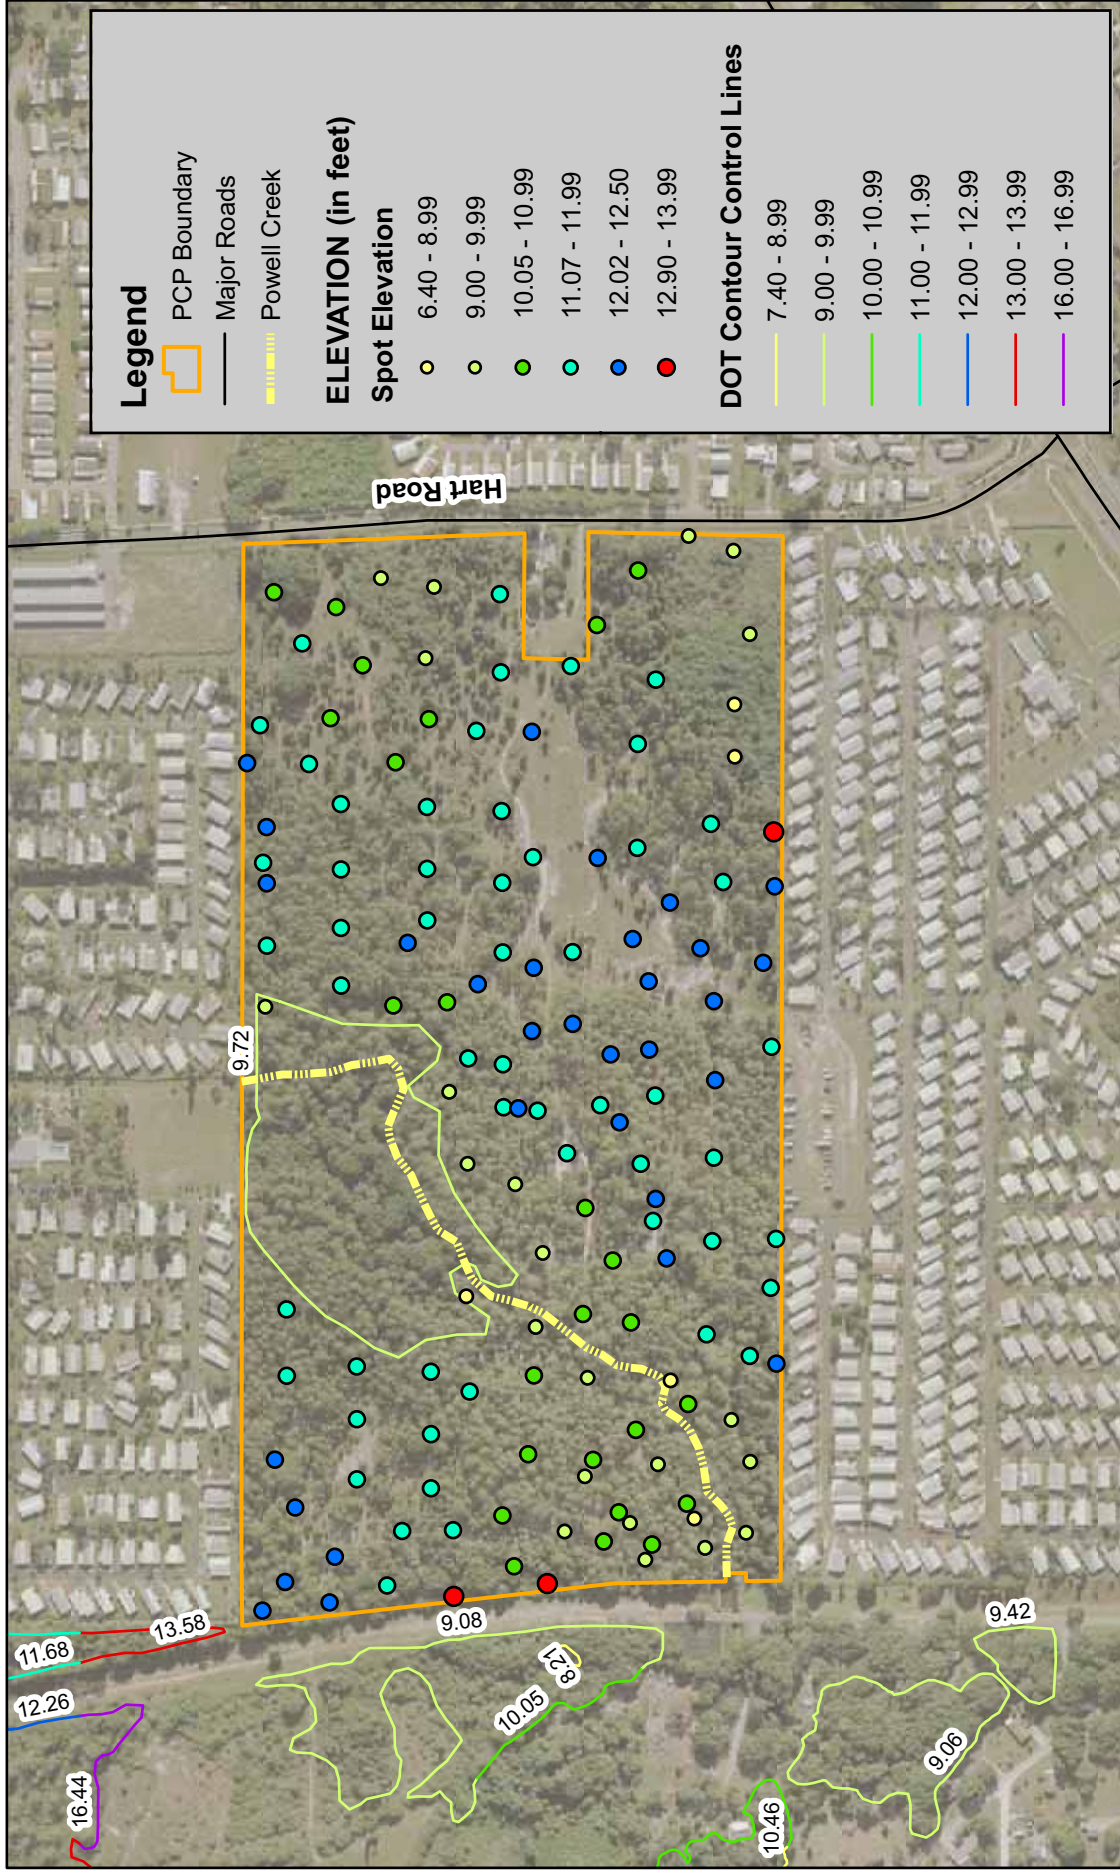 Legend
PCP Boundary
Major Roads
Powell Creek
ELEVATION (in feet)
Spot Elevation
6.40 - 8.99
9.00 - 9.99
10.05 - 10.99
11.07 - 11.99
12.02 - 12.50
12.90 - 13.99
DOT Contour Control Lines
7.40 - 8.99
9.00 - 9.99
10.00 - 10.99
11.00 - 11.99
12.00 - 12.99
13.00 - 13.99
16.00 - 16.99
Hart Road
9.72
11.68
13.58
12.26
16.44
9.08
8.21
10.05
9.42
9.06
10.46